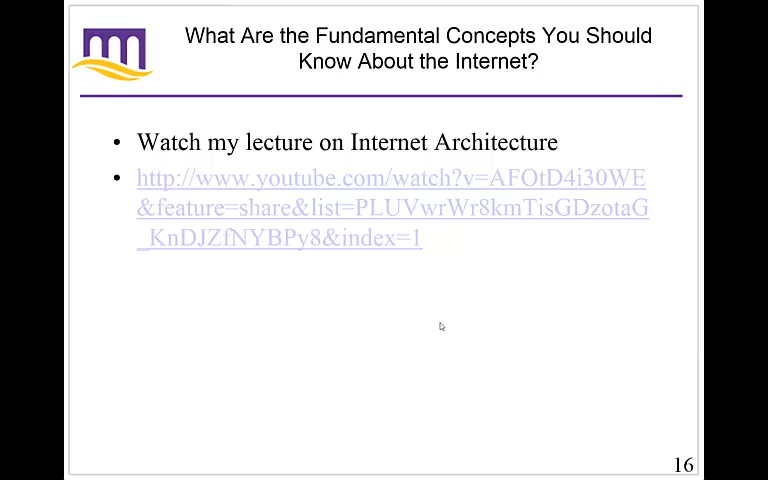 What Are the Fundamental Concepts You Should
Know About the Internet?
• Watch my lecture on Internet Architecture
• http://www.youtube.com/watch?v=AFOtD4i30WE
&feature=share&list=PLUVwrWr8kmTisGDzotaG
_KnDJZfNYBPy8&index=1
16